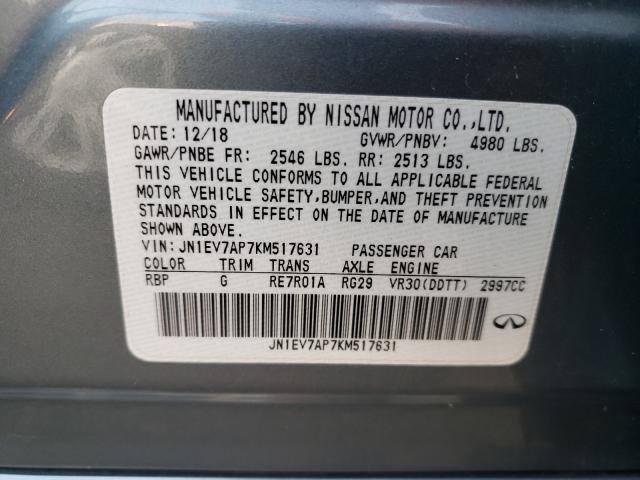 MANUFACTURED BY NISSAN MOTOR CO.,LTD.
DATE: 12/18 GVWR/PNBV: 4980 LBS.
GAWR/PNBE FR: 2546 LBS. RR: 2513 LBS.
THIS VEHICLE CONFORMS TO ALL APPLICABLE FEDERAL
MOTOR VEHICLE SAFETY,BUMPER,AND THEFT PREVENTION
STANDARDS IN EFFECT ON THE DATE OF MANUFACTURE
SHOWN ABOVE.
VIN:JN1EV7AP7KM517631 PASSENGER CAR
COLOR TRIM TRANS AXLE ENGINE
RBP G RE7R01A RG29 VR30(DDTT) 2997CC
JN1EV7AP7KM517631